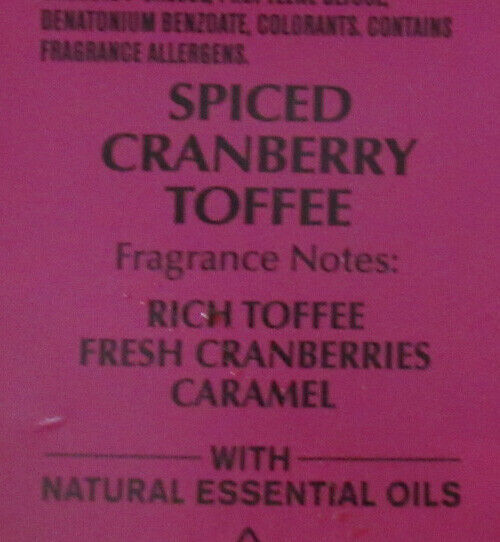 DENATONIUM BENZOATE, COLORANTS. CONTAINS
FRAGRANCE ALLERGENS.
SPICED
CRANBERRY
TOFFEE
Fragrance Notes:
RICH TOFFEE
FRESH CRANBERRIES
CARAMEL
WITH
NATURAL ESSENTIAL OILS